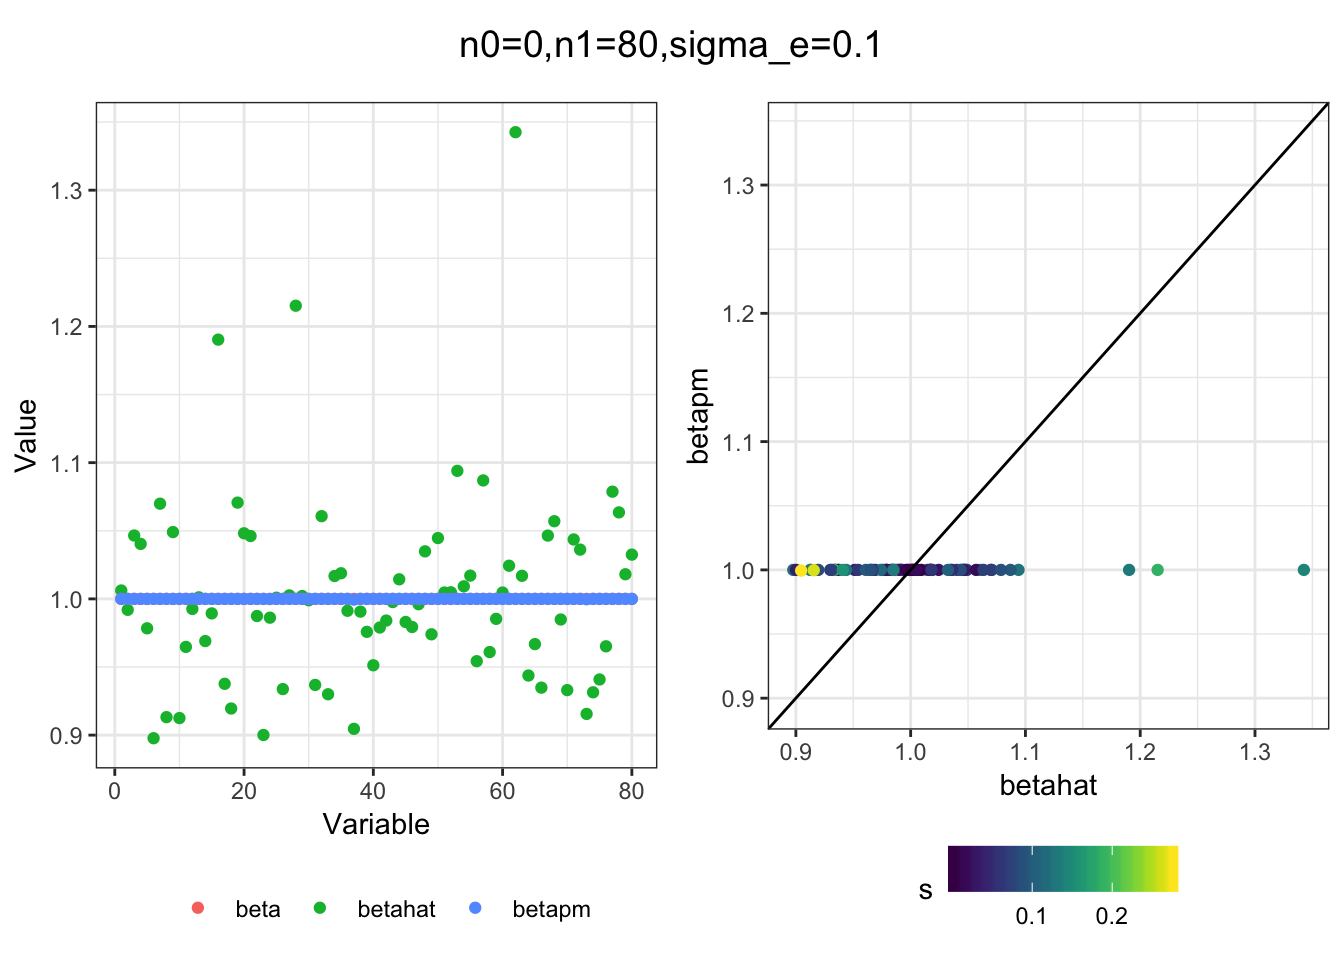 n0=0,n1=80,sigma_e=0.1
Value
1.3
1.2
1.1
1.0
0.9
0 20 40 60 80
Variable
beta betahat betapm
betapm
1.3
1.2
1.1
1.0
0.9
0.9 1.0 1.1 1.2 1.3
betahat
s
0.1 0.2